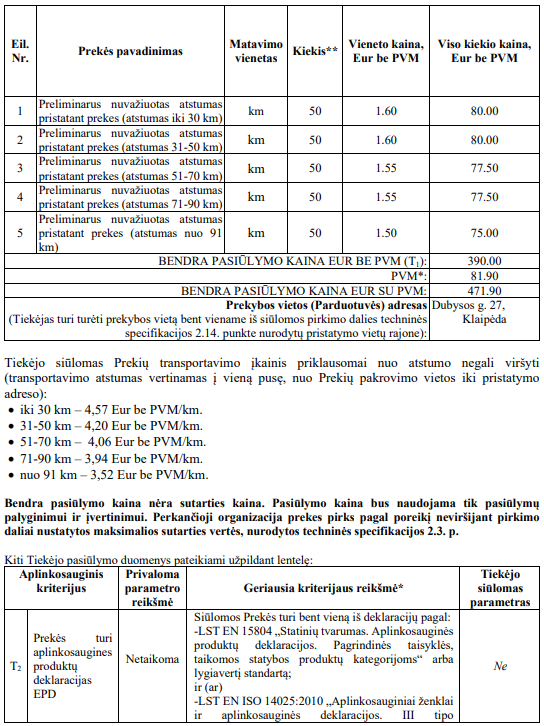 Eil. Nr. Prekės pavadinimas Matavimo vienetas Kiekis** Vieneto kaina, Eur be PVM Viso kiekio kaina, Eur be PVM
1 Preliminarus nuvažiuotas atstumas pristatant prekes (atstumas iki 30 km) km 50 1.60 80.00
2 Preliminarus nuvažiuotas atstumas pristatant prekes (atstumas 31-50 km) km 50 1.60 80.00
3 Preliminarus nuvažiuotas atstumas pristatant prekes (atstumas 51-70 km) km 50 1.55 77.50
4 Preliminarus nuvažiuotas atstumas pristatant prekes (atstumas 71-90 km) km 50 1.55 77.50
5 Preliminarus nuvažiuotas atstumas pristatant prekes (atstumas nuo 91 km) km 50 1.50 75.00
BENDRA PASIŪLYMO KAINA EUR BE PVM (T1): 390.00
PVM*: 81.90
BENDRA PASIŪLYMO KAINA EUR SU PVM: 471.90
Prekybos vietos (Parduotuvės) adresas Dubysos g. 27,
(Tiekėjas turi turėti prekybos vietą bent viename iš siūlomos pirkimo dalies techninės Klaipėda
specifikacijos 2.14. punkte nurodytų pristatymo vietų rajone):
Tiekėjo siūlomas Prekių transportavimo įkainis priklausomai nuo atstumo negali viršyti
(transportavimo atstumas vertinamas į vieną pusę, nuo Prekių pakrovimo vietos iki pristatymo
adreso):
• iki 30 km – 4,57 Eur be PVM/km.
• 31-50 km – 4,20 Eur be PVM/km.
• 51-70 km – 4,06 Eur be PVM/km.
• 71-90 km – 3,94 Eur be PVM/km.
• nuo 91 km – 3,52 Eur be PVM/km.
Bendra pasiūlymo kaina nėra sutarties kaina. Pasiūlymo kaina bus naudojama tik pasiūlymų
palyginimui ir įvertinimui. Perkančioji organizacija prekes pirks pagal poreikį neviršijant pirkimo
daliai nustatytos maksimalios sutarties vertės, nurodytos techninės specifikacijos 2.3. p.
Kiti Tiekėjo pasiūlymo duomenys pateikiami užpildant lentelę:
Aplinkosauginis kriterijus Privaloma parametro reikšmė Geriausia kriterijaus reikšmė* Tiekėjo siūlomas parametras
T2 Prekės turi aplinkosaugines produktų deklaracijas EPD Netaikoma Siūlomos Prekės turi bent vieną iš deklaracijų pagal: Ne
-LST EN 15804 „Statinių tvarumas. Aplinkosauginės
produktų deklaracijos. Pagrindinės taisyklės,
taikomos statybos produktų kategorijoms“ arba
lygiavertį standartą;
ir (ar)
-LST EN ISO 14025:2010 „Aplinkosauginiai ženklai
ir aplinkosauginės deklaracijos. III tipo